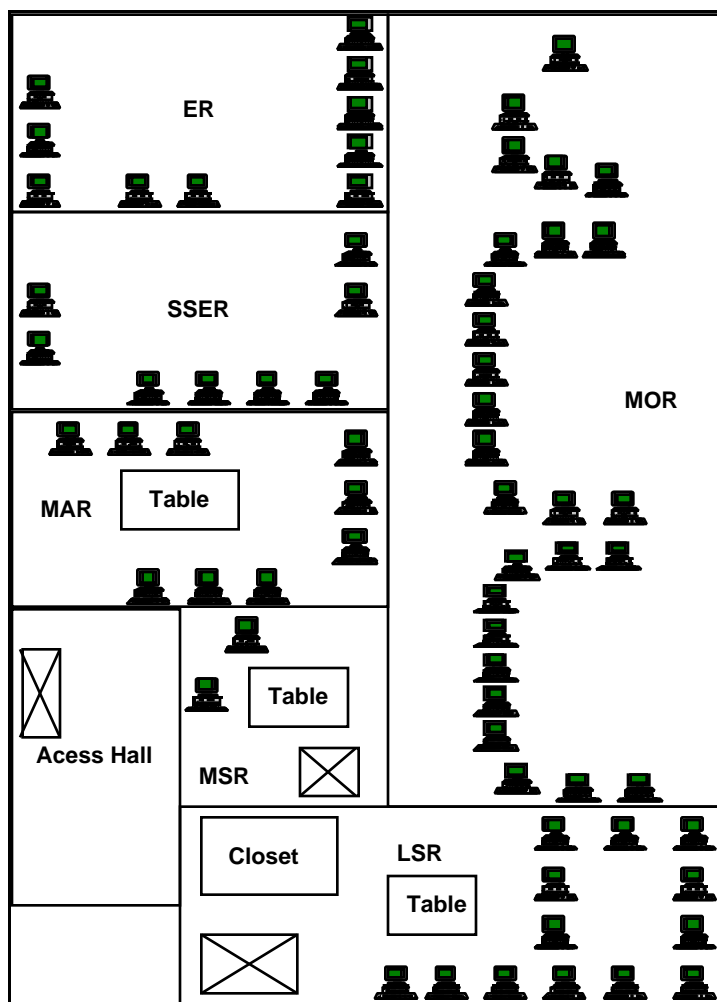 ER
SSER
MOR
MAR
Table
Table
Acess Hall
MSR
Closet
LSR
Table